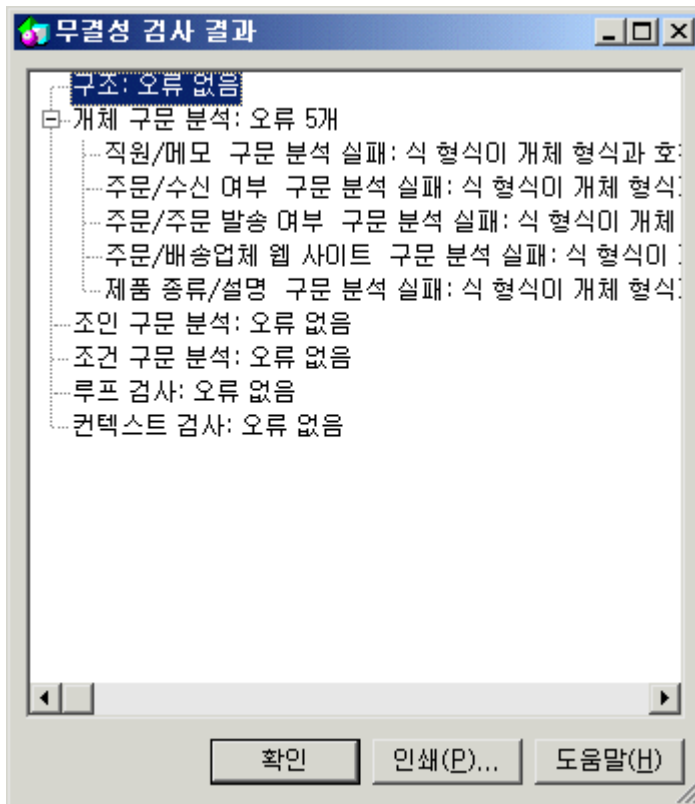 무결성 검사 결과
구조: 오류 없음
개체 구문 분석: 오류 5개
직원/메모 구문 분석 실패: 식 형식이 개체 형식과 호
주문/수신 여부 구문 분석 실패: 식 형식이 개체 형식
주문/주문 발송 여부 구문 분석 실패: 식 형식이 개체
주문/배송업체 웹 사이트 구문 분석 실패: 식 형식이
제품 종류/설명 구문 분석 실패: 식 형식이 개체 형식
조인 구문 분석: 오류 없음
조건 구문 분석: 오류 없음
루프 검사: 오류 없음
컨텍스트 검사: 오류 없음
확인
인쇄(P)...
도움말(H)